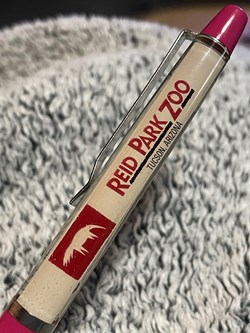 REID PARK ZOO
TUCSON, ARIZONA